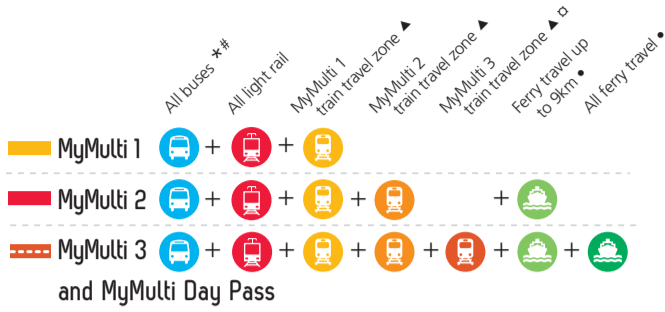 All buses *#
All light rail
MyMulti 1
train travel zone ▲
MyMulti 2
train travel zone ▲
MyMulti 3
train travel zone ▲¤
Ferry travel up
to 9km •
All ferry travel •
MyMulti 1 + +
MyMulti 2 + + + +
MyMulti 3 + + + + + +
and MyMulti Day Pass